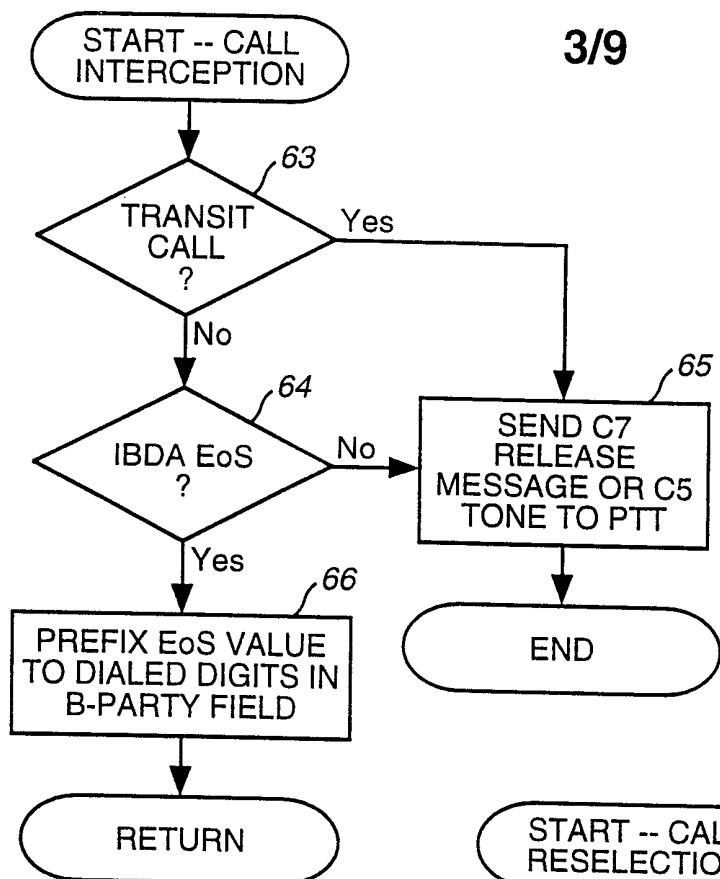 3/9
START -- CALL
INTERCEPTION
63
TRANSIT
CALL
?
Yes
No
64
IBDA EoS
?
No
Yes
65
SEND C7
RELEASE
MESSAGE OR C5
TONE TO PTT
END
66
PREFIX EoS VALUE
TO DIALED DIGITS IN
B-PARTY FIELD
RETURN
START -- CAL
RESELECTIO